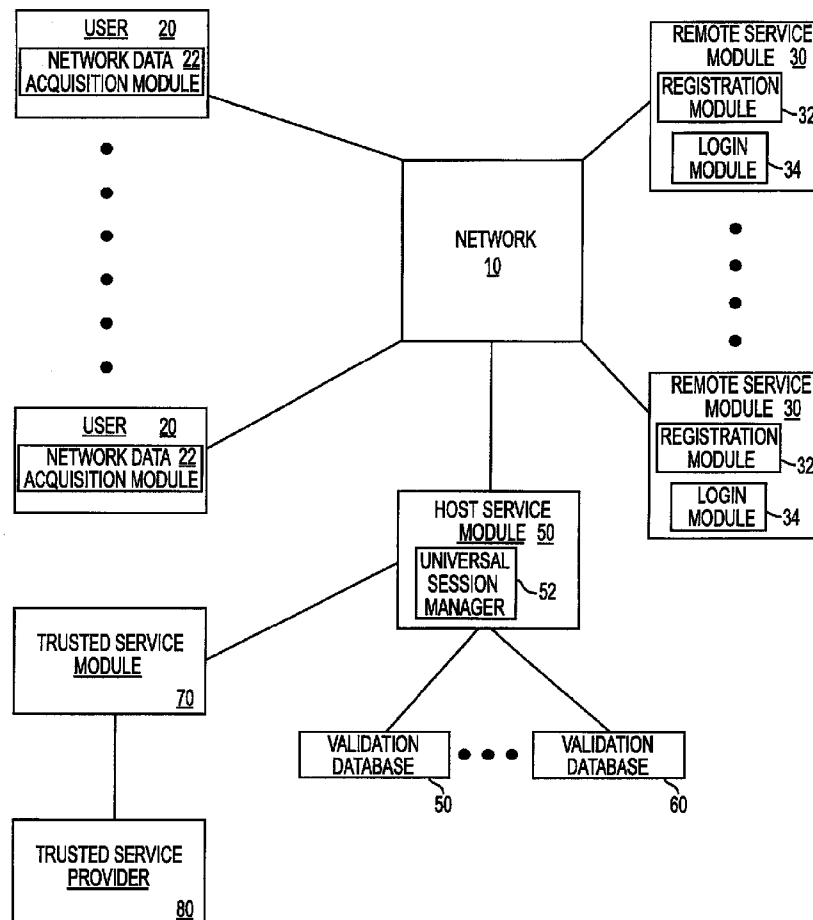 USER 20
NETWORK DATA 22
ACQUISITION MODULE
REMOTE SERVICE
MODULE 30
REGISTRATION
MODULE
32
LOGIN
MODULE
34
NETWORK
10
USER 20
NETWORK DATA 22
ACQUISITION MODULE
REMOTE SERVICE
MODULE 30
REGISTRATION
MODULE
32
LOGIN
MODULE
34
HOST SERVICE
MODULE 50
UNIVERSAL
SESSION
MANAGER
52
TRUSTED SERVICE
MODULE
70
VALIDATION
DATABASE
50
VALIDATION
DATABASE
60
TRUSTED SERVICE
PROVIDER
80